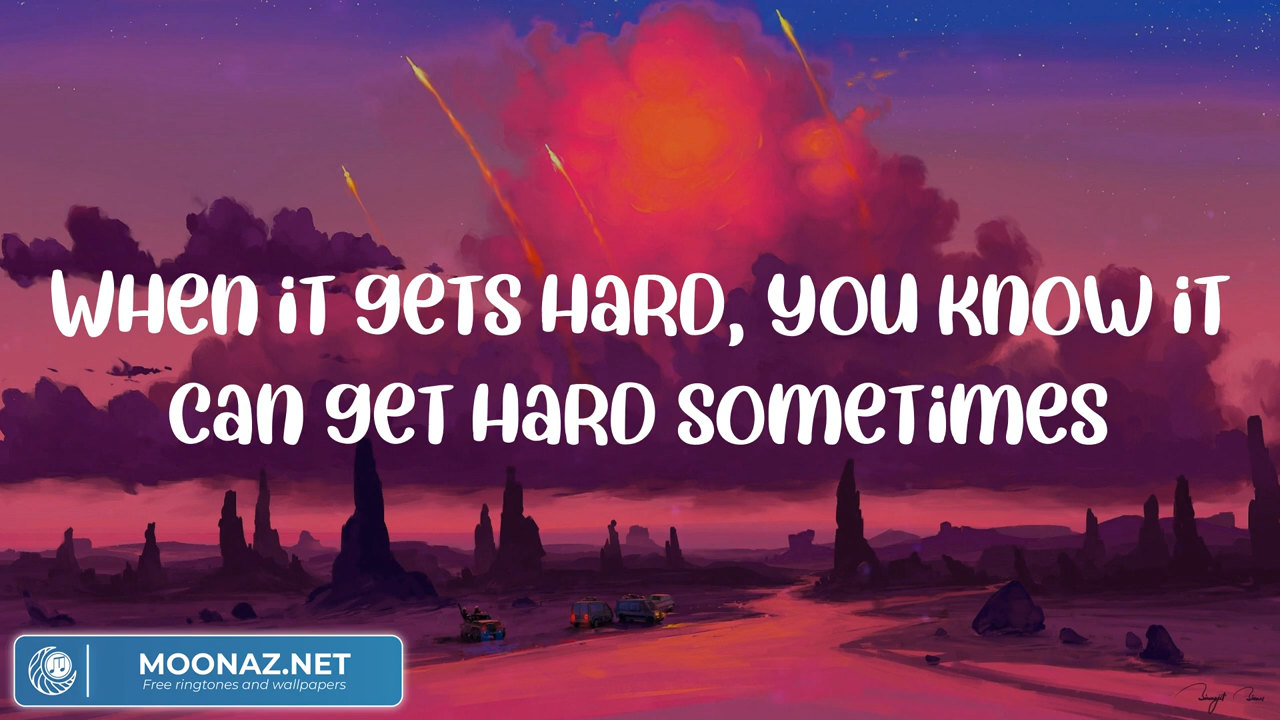 When it gets hard, you know it
can get hard sometimes
MOONAZ.NET
Free ringtones and wallpapers